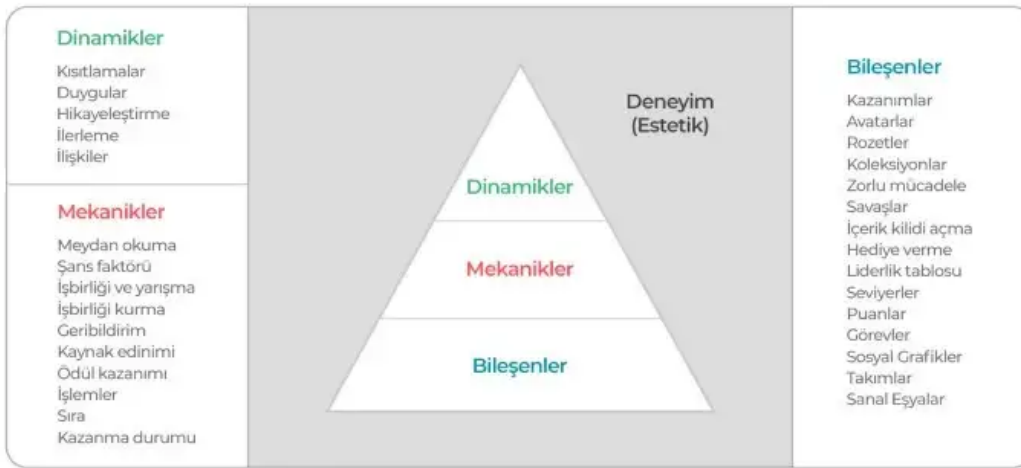 Dinamikler
Kısıtlamalar
Duygular
Hikayeleştirme
İlerleme
İlişkiler
Mekanikler
Meydan okuma
Şans faktörü
İşbirliği ve yarışma
İşbirliği kurma
Geribildirim
Kaynak edinimi
Ödül kazanımı
İşlemler
Sıra
Kazanma durumu
Deneyim
(Estetik)
Dinamikler
Mekanikler
Bileşenler
Bileşenler
Kazanımlar
Avatarlar
Rozetler
Koleksiyonlar
Zorlu mücadele
Savaşlar
İçerik kilidi açma
Hediye verme
Liderlik tablosu
Seviyerler
Puanlar
Görevler
Sosyal Grafikler
Takımlar
Sanal Eşyalar